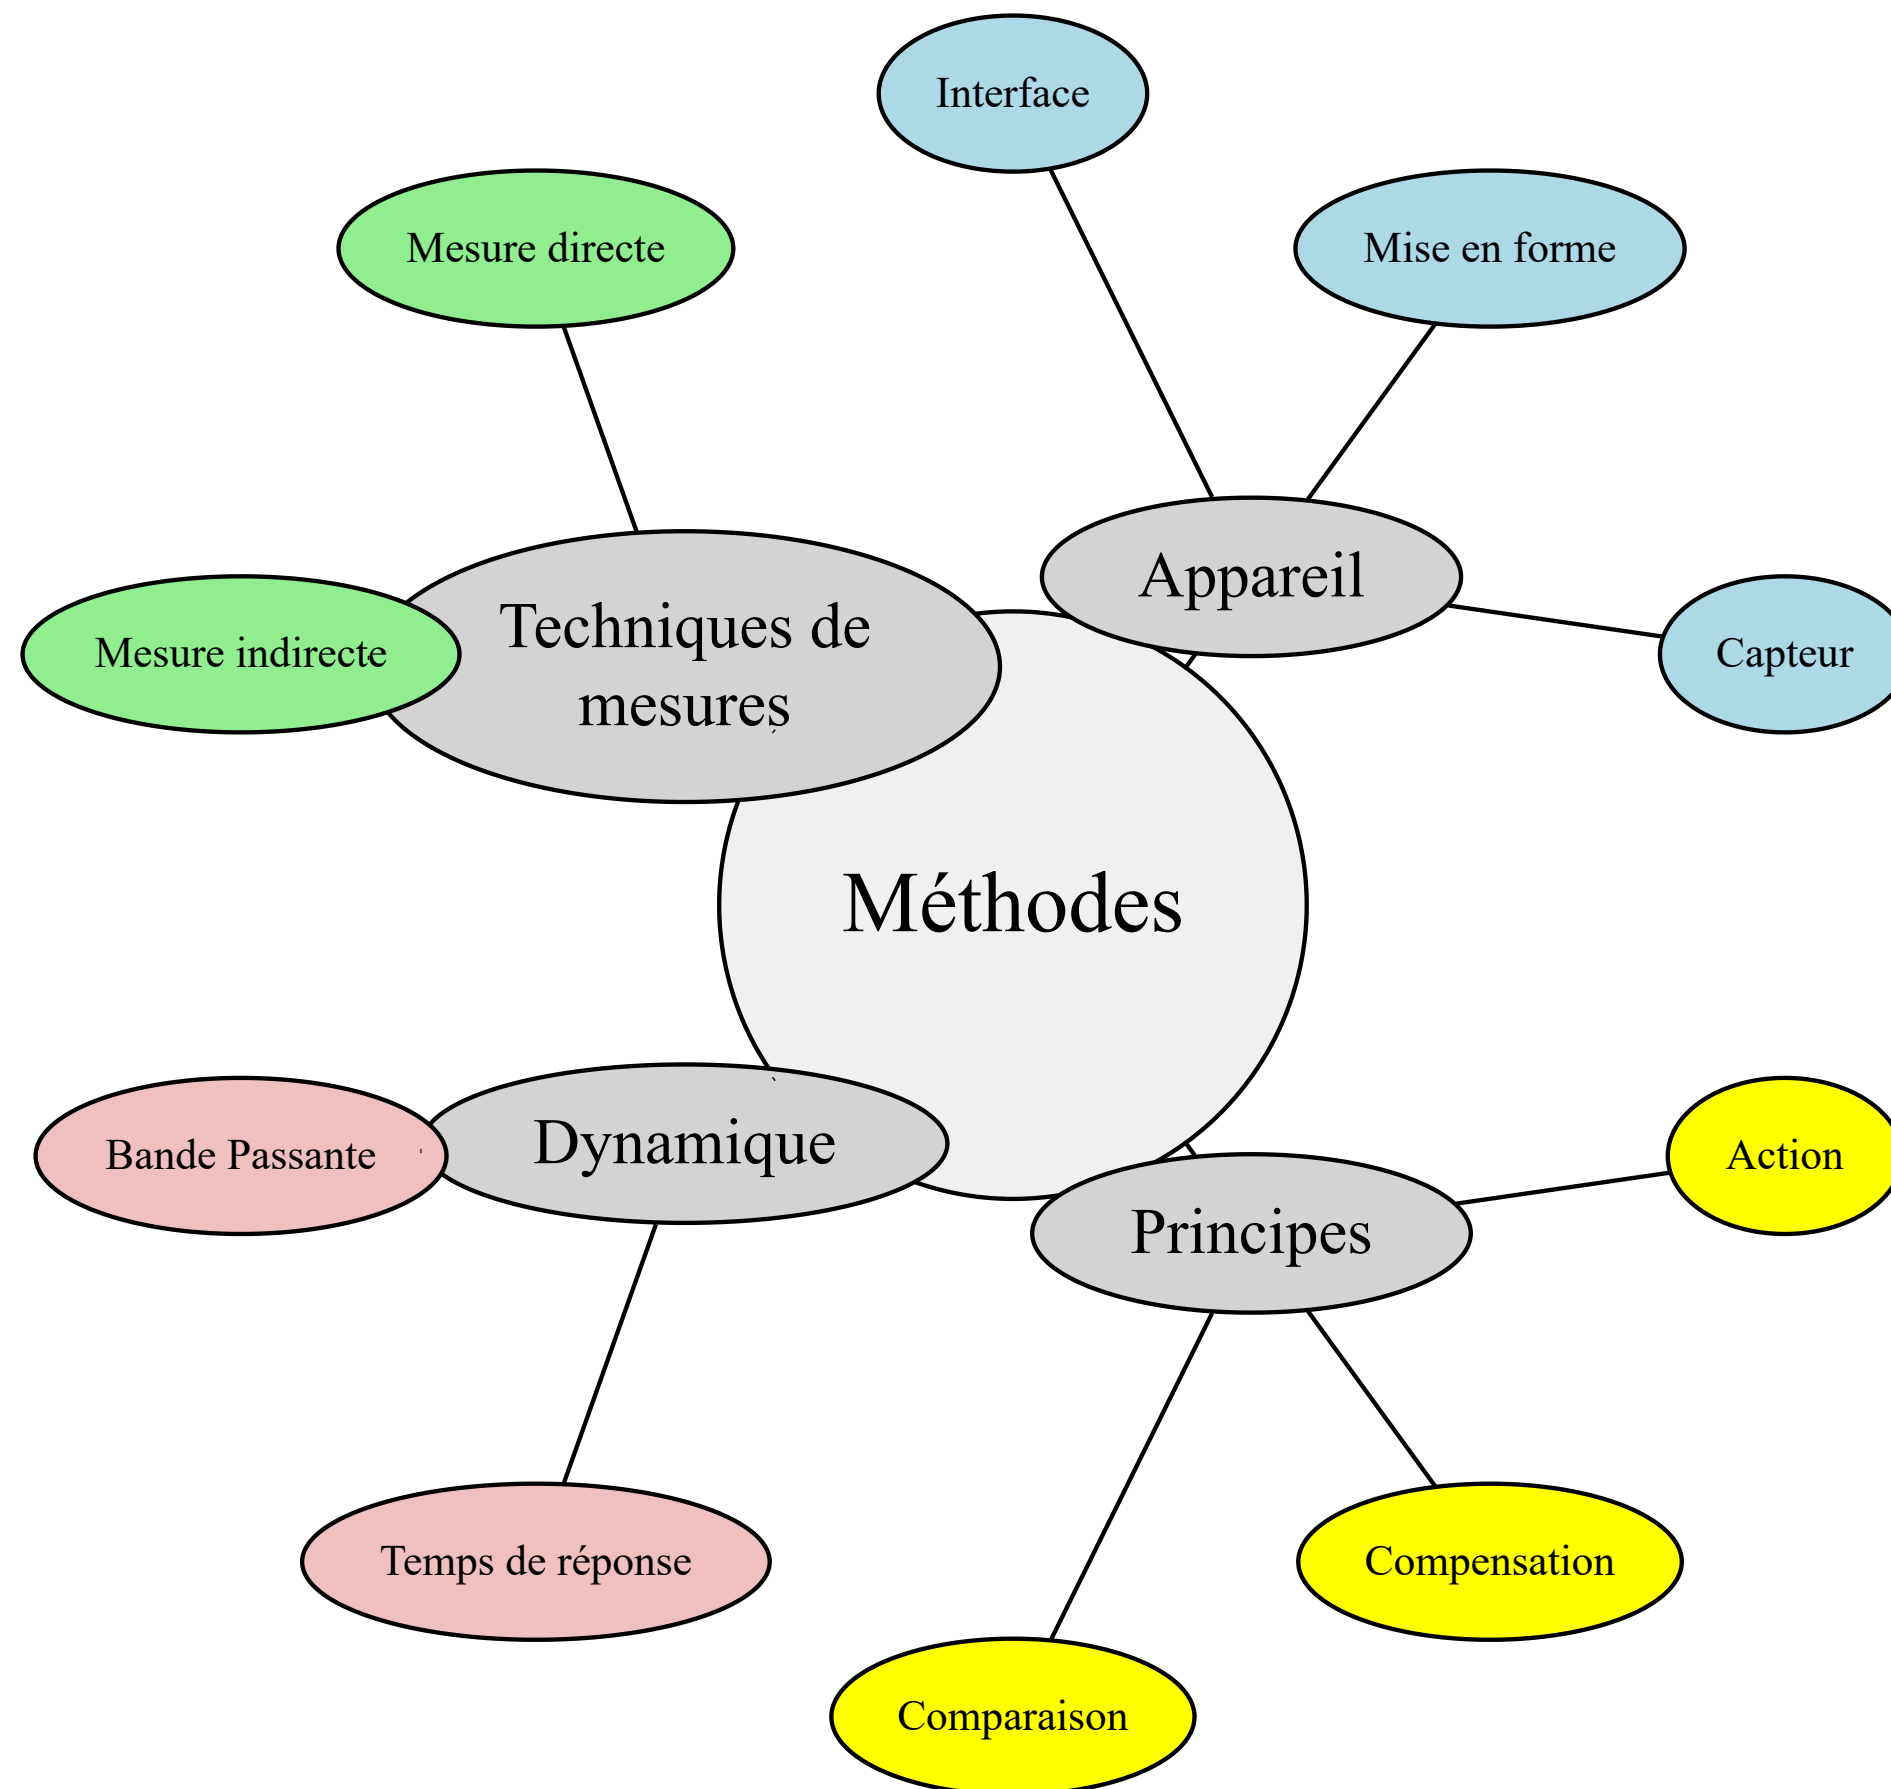 Interface
Mesure directe
Mise en forme
Appareil
Techniques de
mesures
Mesure indirecte
Capteur
Méthodes
Bande Passante
Dynamique
Action
Principes
Temps de réponse
Compensation
Comparaison